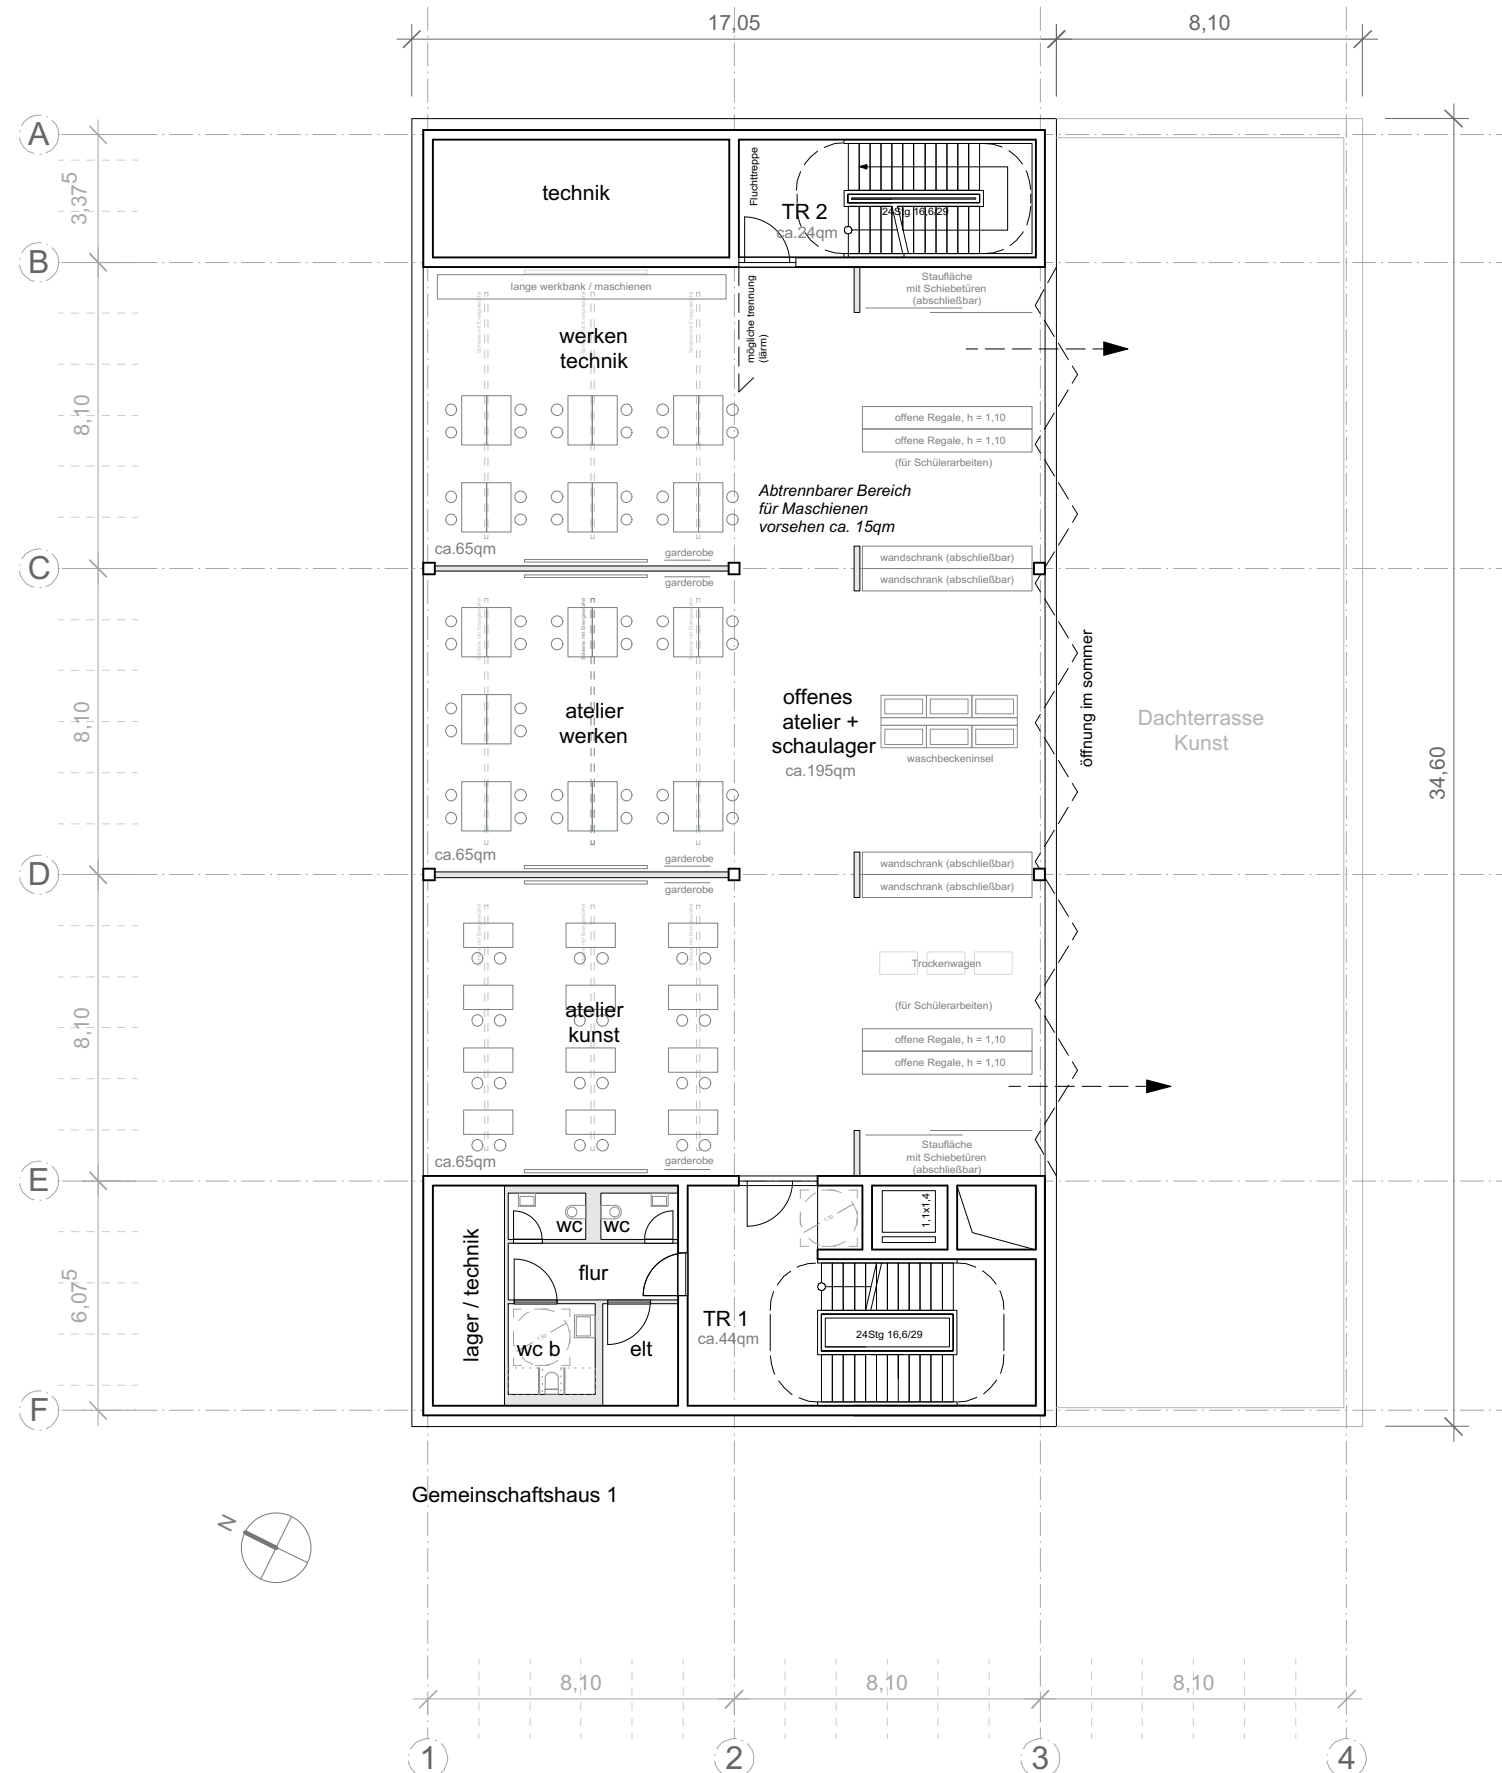 17,05
8,10
A
3,37⁵
B
8,10
C
8,10
D
8,10
E
6,07⁵
F
34,60
technik
Fluchttreppe
TR 2
ca.24qm
24Stg 16,6/29
lange werkbank / maschienen
mögliche trennung
(lärm)
Staufläche
mit Schiebetüren
(abschließbar)
werken
technik
offene Regale, h = 1,10
offene Regale, h = 1,10
(für Schülerarbeiten)
Abtrennbarer Bereich
für Maschienen
vorsehen ca. 15qm
ca.65qm
garderobe
garderobe
wandschrank (abschließbar)
wandschrank (abschließbar)
atelier
werken
offenes
atelier +
schaulager
ca.195qm
waschbeckeninsel
öffnung im sommer
Dachterrasse
Kunst
ca.65qm
garderobe
garderobe
wandschrank (abschließbar)
wandschrank (abschließbar)
Trockenwagen
(für Schülerarbeiten)
atelier
kunst
offene Regale, h = 1,10
offene Regale, h = 1,10
ca.65qm
garderobe
Staufläche
mit Schiebetüren
(abschließbar)
lager / technik
wc
wc
flur
wc b
1,50
elt
TR 1
ca.44qm
1,50
1,1x1,4
24Stg 16,6/29
Gemeinschaftshaus 1
N
8,10
8,10
8,10
1
2
3
4